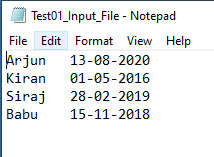 Test01_Input_File - Notepad
File Edit Format View Help
Arjun 13-08-2020
Kiran 01-05-2016
Siraj 28-02-2019
Babu 15-11-2018